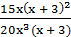 15x(x + 3)²
20x³(x + 3)